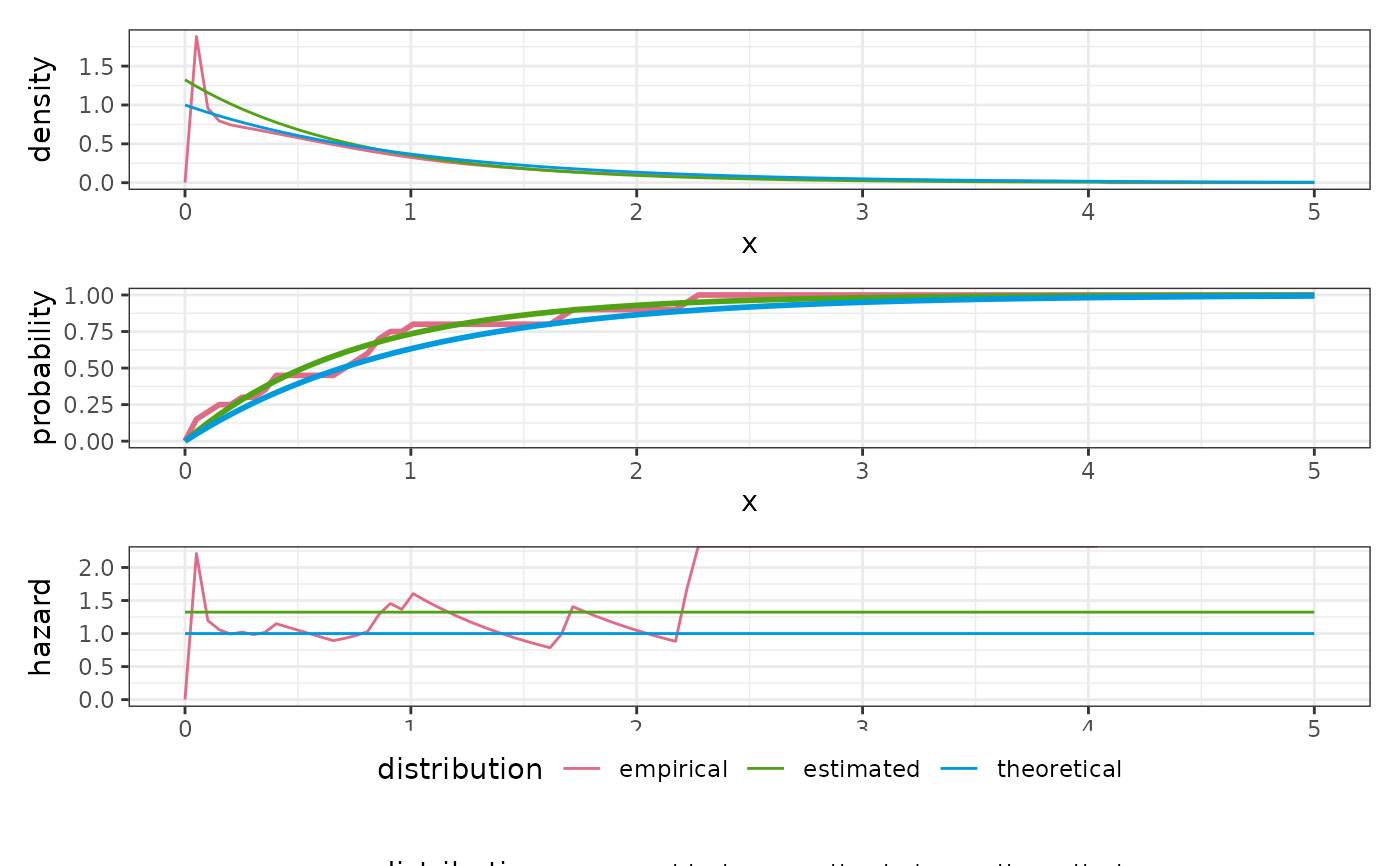 density
1.5
1.0
0.5
0.0
0 1 2 3 4 5
x
probability
1.00
0.75
0.50
0.25
0.00
0 1 2 3 4 5
x
hazard
2.0
1.5
1.0
0.5
0.0
0 1 2 3 4 5
distribution empirical estimated theoretical